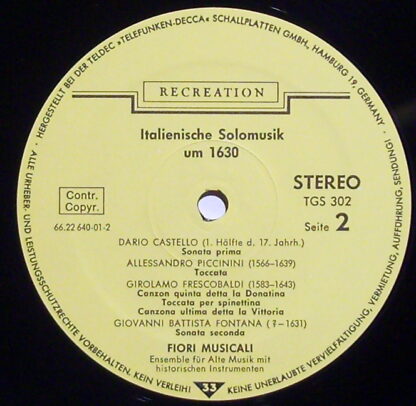 HERGESTELLT BEI DER TELDEC »TELEFUNKEN-DECCA« SCHALLPLATTEN GMBH, HAMBURG 19, GERMANY ·
RECREATION
Italienische Solomusik
um 1630
Contr.
Copyr.
STEREO
TGS 302
66.22 640-01-2
Seite 2
DARIO CASTELLO (1. Hälfte d. 17. Jahrh.)
Sonata prima
ALLESSANDRO PICCININI (1566–1639)
Toccata
GIROLAMO FRESCOBALDI (1583–1643)
Canzon quinta detta la Donatina
Toccata per spinettina
Canzona ultima detta la Vittoria
GIOVANNI BATTISTA FONTANA (?–1631)
Sonata seconda
FIORI MUSICALI
Ensemble für Alte Musik mit
historischen Instrumenten
33
· ALLE URHEBER- UND LEISTUNGSSCHUTZRECHTE VORBEHALTEN. KEIN VERLEIH!
KEINE UNERLAUBTE VERVIELFÄLTIGUNG, VERMIETUNG, AUFFÜHRUNG, SENDUNG!